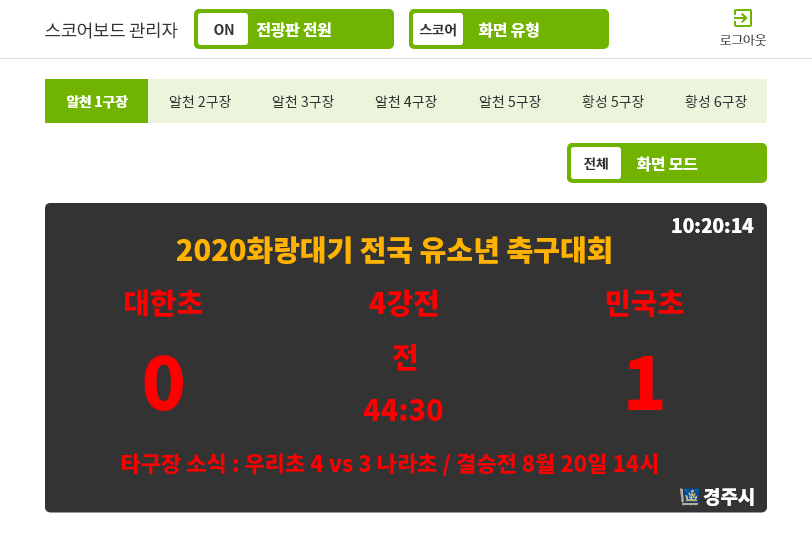 스코어보드 관리자 ON 전광판 전원 스코어 화면 유형 로그아웃
알천 1구장 알천 2구장 알천 3구장 알천 4구장 알천 5구장 황성 5구장 황성 6구장
전체 화면 모드
10:20:14
2020화랑대기 전국 유소년 축구대회
대한초 4강전 민국초
전
0 1
44:30
타구장 소식 : 우리초 4 vs 3 나라초 / 결승전 8월 20일 14시
경주시